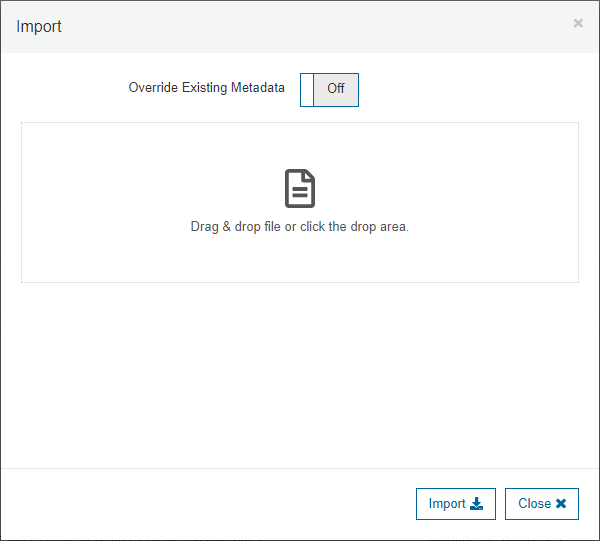 Import
Override Existing Metadata Off
Drag & drop file or click the drop area.
Import Close